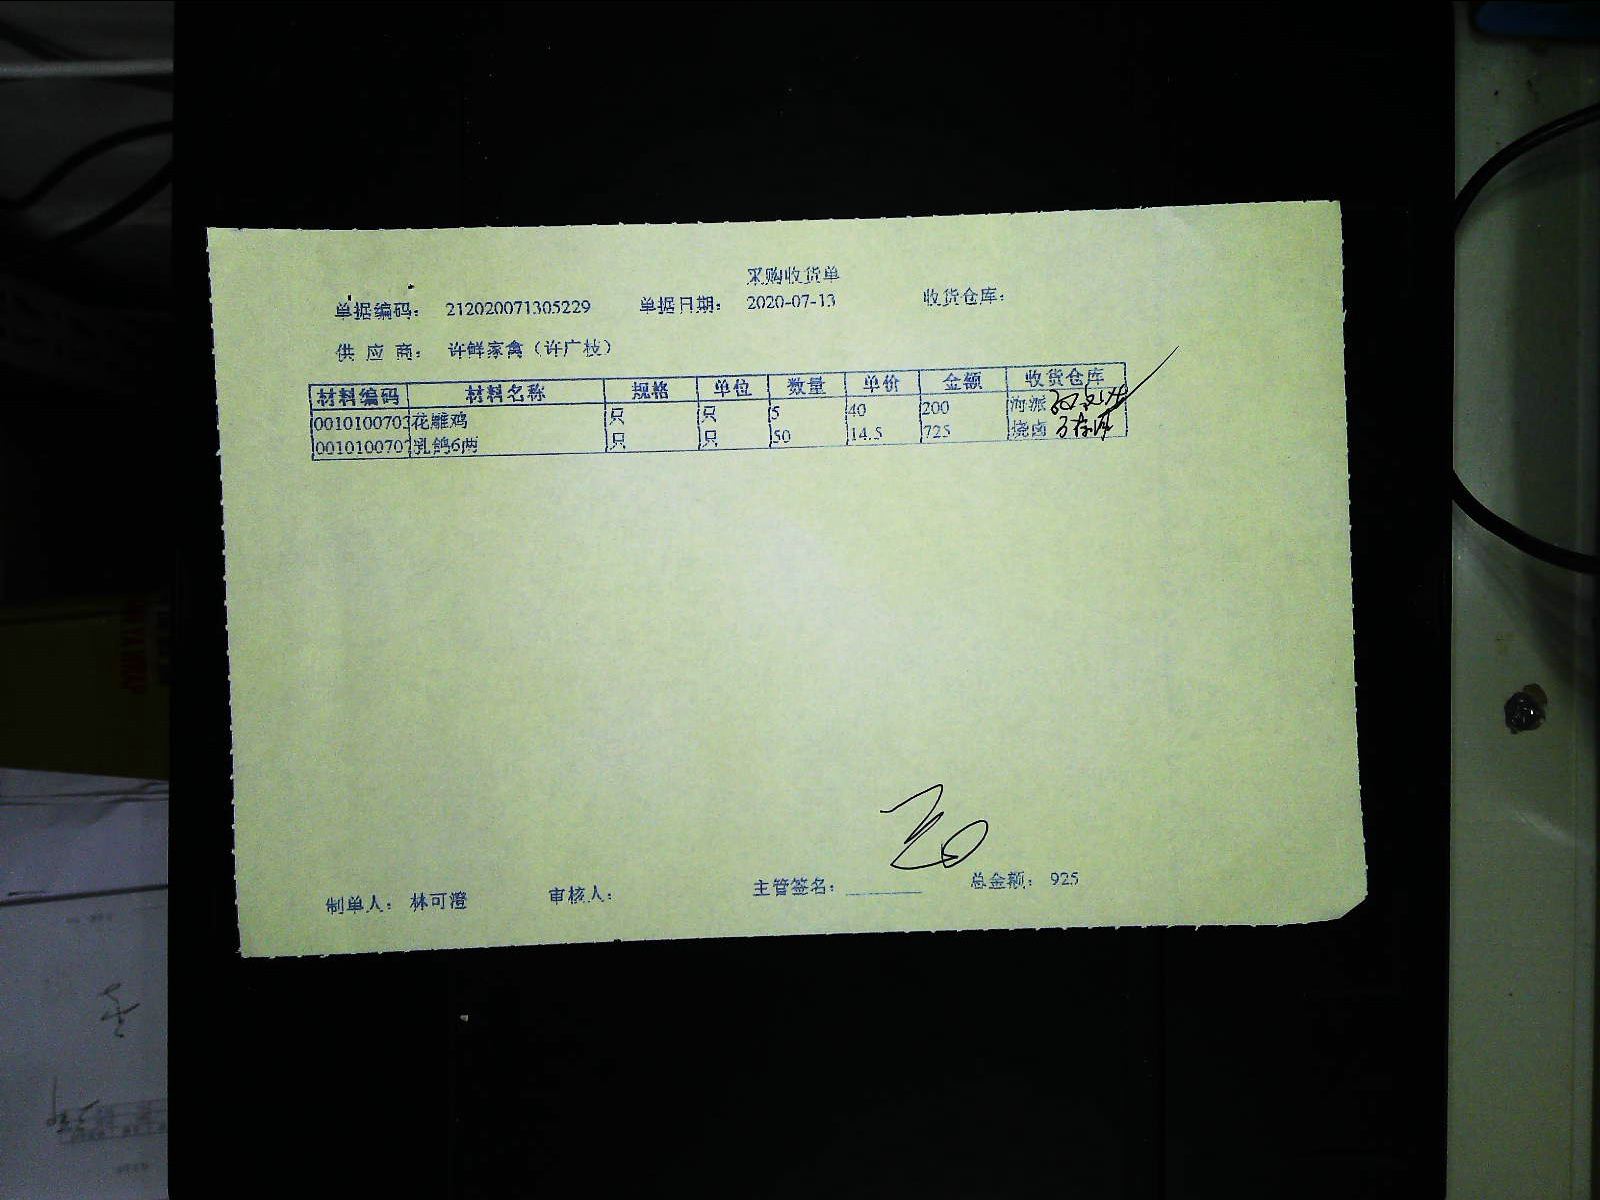 采购收货单
单据编码： 212020071305229 单据日期： 2020-07-13 收货仓库：
供 应 商： 许鲜家禽（许广枝）
材料编码 材料名称 规格 单位 数量 单价 金额 收货仓库
0010100703 花雕鸡 只 只 5 40 200 海派
0010100707 乳鸽6两 只 只 50 14.5 725 烧卤
制单人： 林可澄 审核人： 主管签名： 总金额： 925